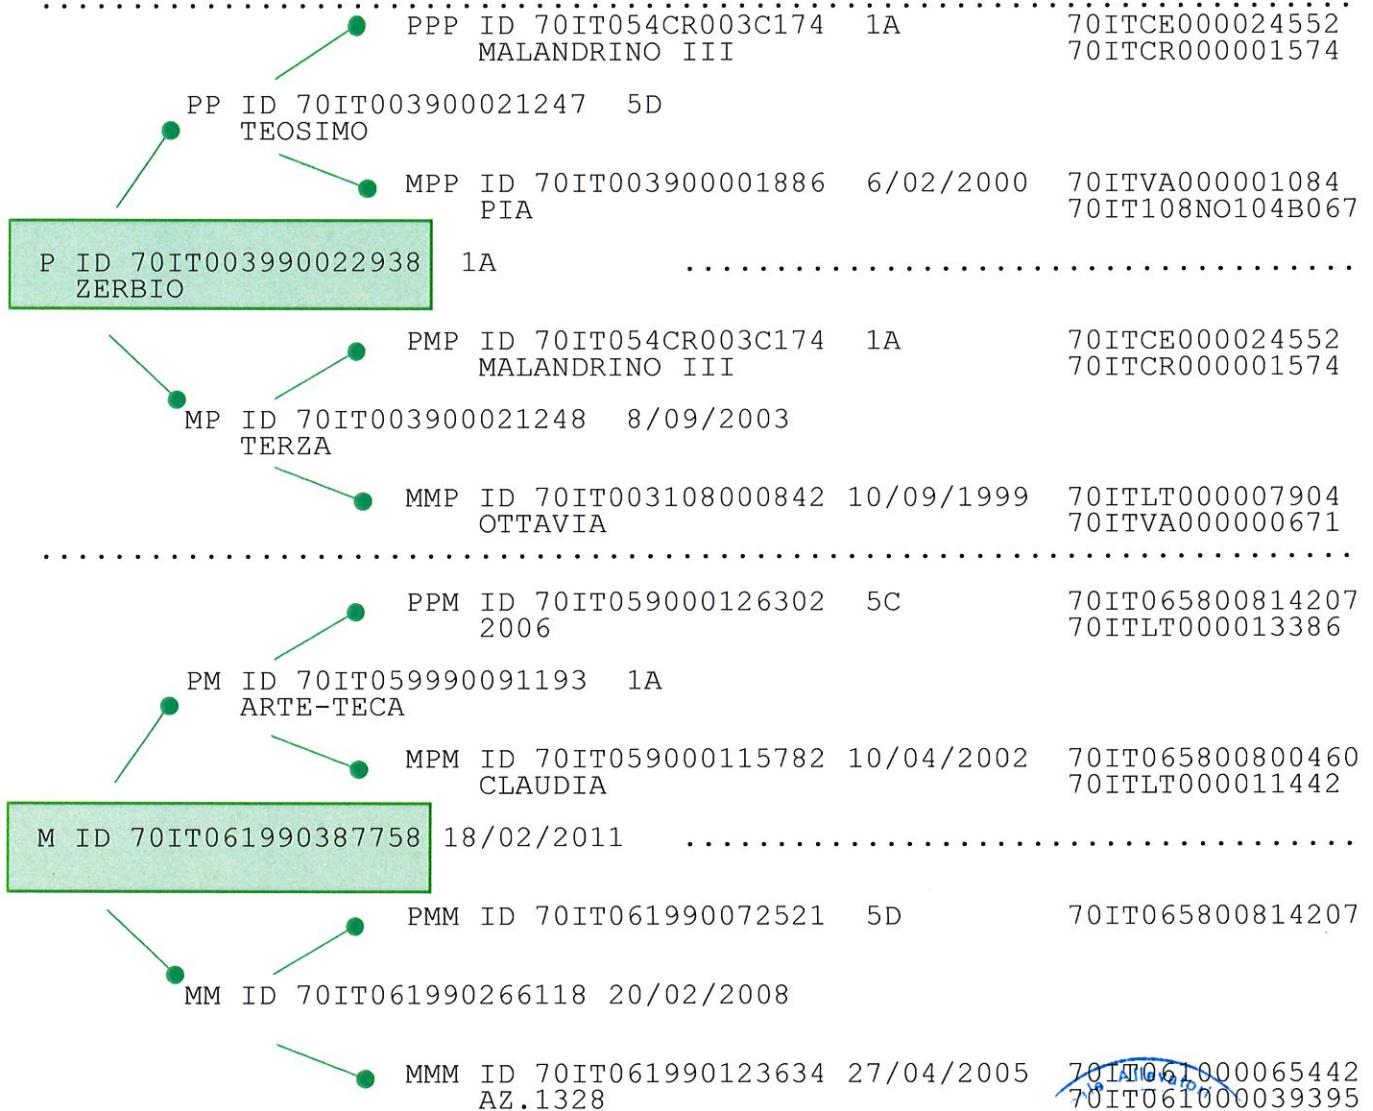 PPP ID 70IT054CR003C174 1A 70ITCE000024552
MALANDRINO III 70ITCR000001574
PP ID 70IT003900021247 5D
TEOSIMO
MPP ID 70IT003900001886 6/02/2000 70ITVA000001084
PIA 70IT108NO104B067
P ID 70IT003990022938 1A
ZERBIO
PMP ID 70IT054CR003C174 1A 70ITCE000024552
MALANDRINO III 70ITCR000001574
MP ID 70IT003900021248 8/09/2003
TERZA
MMP ID 70IT003108000842 10/09/1999 70ITLT000007904
OTTAVIA 70ITVA000000671
PPM ID 70IT059000126302 5C 70IT065800814207
2006 70ITLT000013386
PM ID 70IT059990091193 1A
ARTE-TECA
MPM ID 70IT059000115782 10/04/2002 70IT065800800460
CLAUDIA 70ITLT000011442
M ID 70IT061990387758 18/02/2011
PMM ID 70IT061990072521 5D 70IT065800814207
MM ID 70IT061990266118 20/02/2008
MMM ID 70IT061990123634 27/04/2005 70IT061000065442
AZ.1328 70IT061000039395
Allevatori